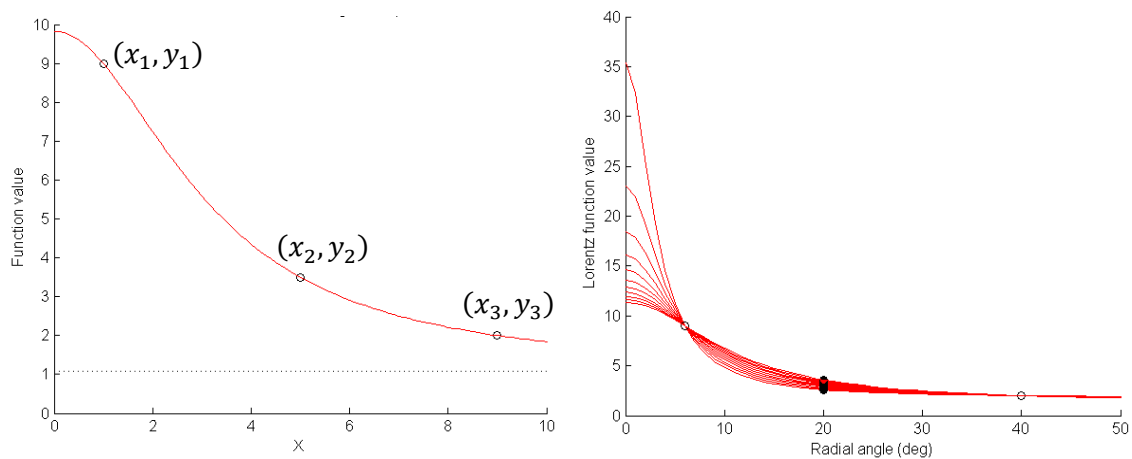 10
9
8
7
6
5
4
3
2
1
0
0 2 4 6 8 10
Function value
X
(x₁, y₁)
(x₂, y₂)
(x₃, y₃)
40
35
30
25
20
15
10
5
0
0 10 20 30 40 50
Lorentz function value
Radial angle (deg)